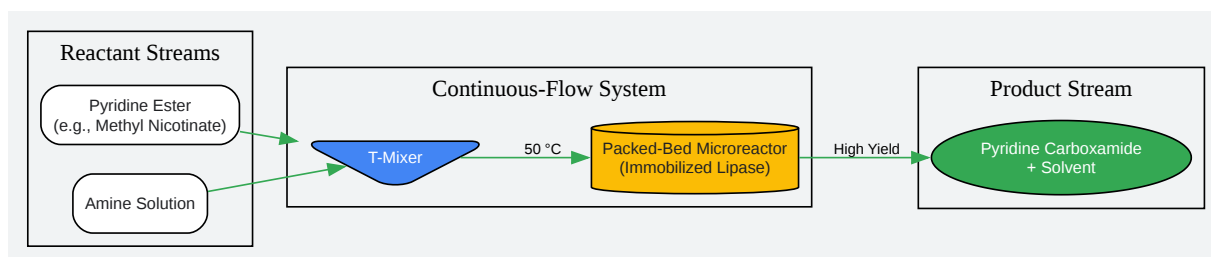 Reactant Streams
Pyridine Ester
(e.g., Methyl Nicotinate)
Amine Solution
Continuous-Flow System
T-Mixer
50 °C
Packed-Bed Microreactor
(Immobilized Lipase)
High Yield
Product Stream
Pyridine Carboxamide
+ Solvent